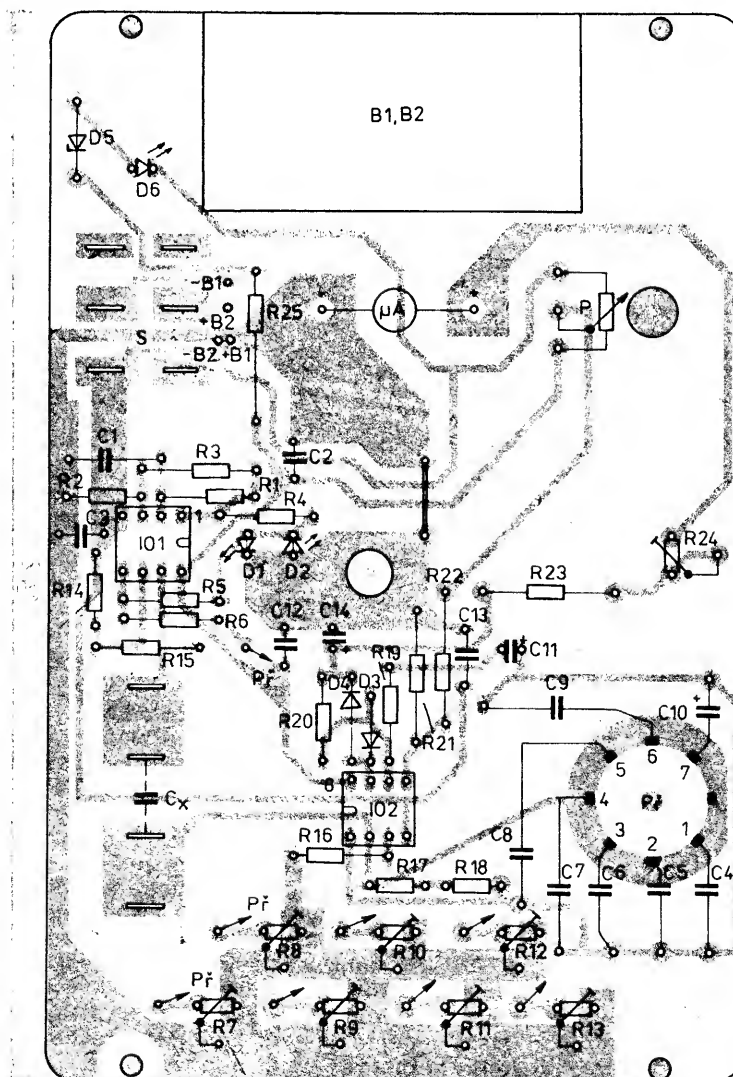 B1,B2
D5
D6
-B1
+B2
-B2 +B1
S
R25
+
µA
+
P
C1
R3
C2
R2
R1
R4
C3
1
IO1
D1
D2
R14
R5
R6
R15
Př
C12
C14
+
R19
R22
C13
R23
R24
C11
+
D4
D3
R20
R21
C9
C10
+
Cx
8
IO2
5
6
7
4
Př
3
2
1
C8
R16
R17
R18
C7
C6
C5
C4
Př
R8
R10
R12
Př
R7
R9
R11
R13